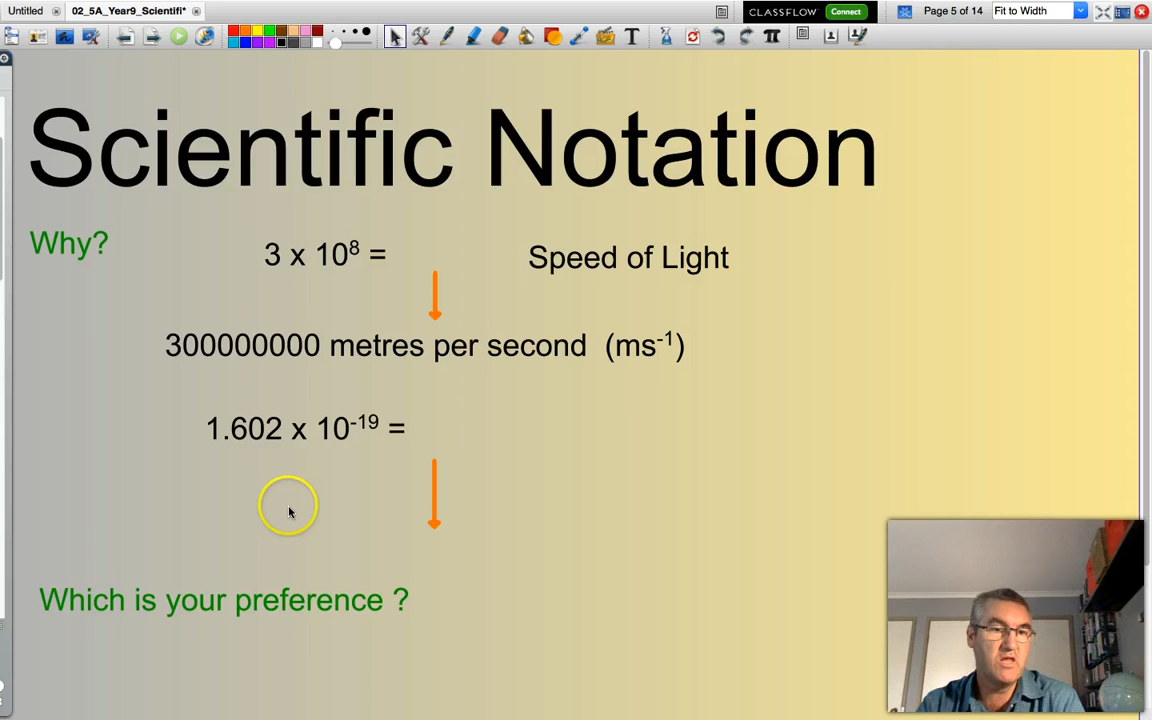 Untitled
02_5A_Year9_Scientifi*
CLASSFLOW Connect
Page 5 of 14
Fit to Width
Scientific Notation
Why?
3 x 10⁸ =
Speed of Light
300000000 metres per second (ms⁻¹)
1.602 x 10⁻¹⁹ =
Which is your preference ?